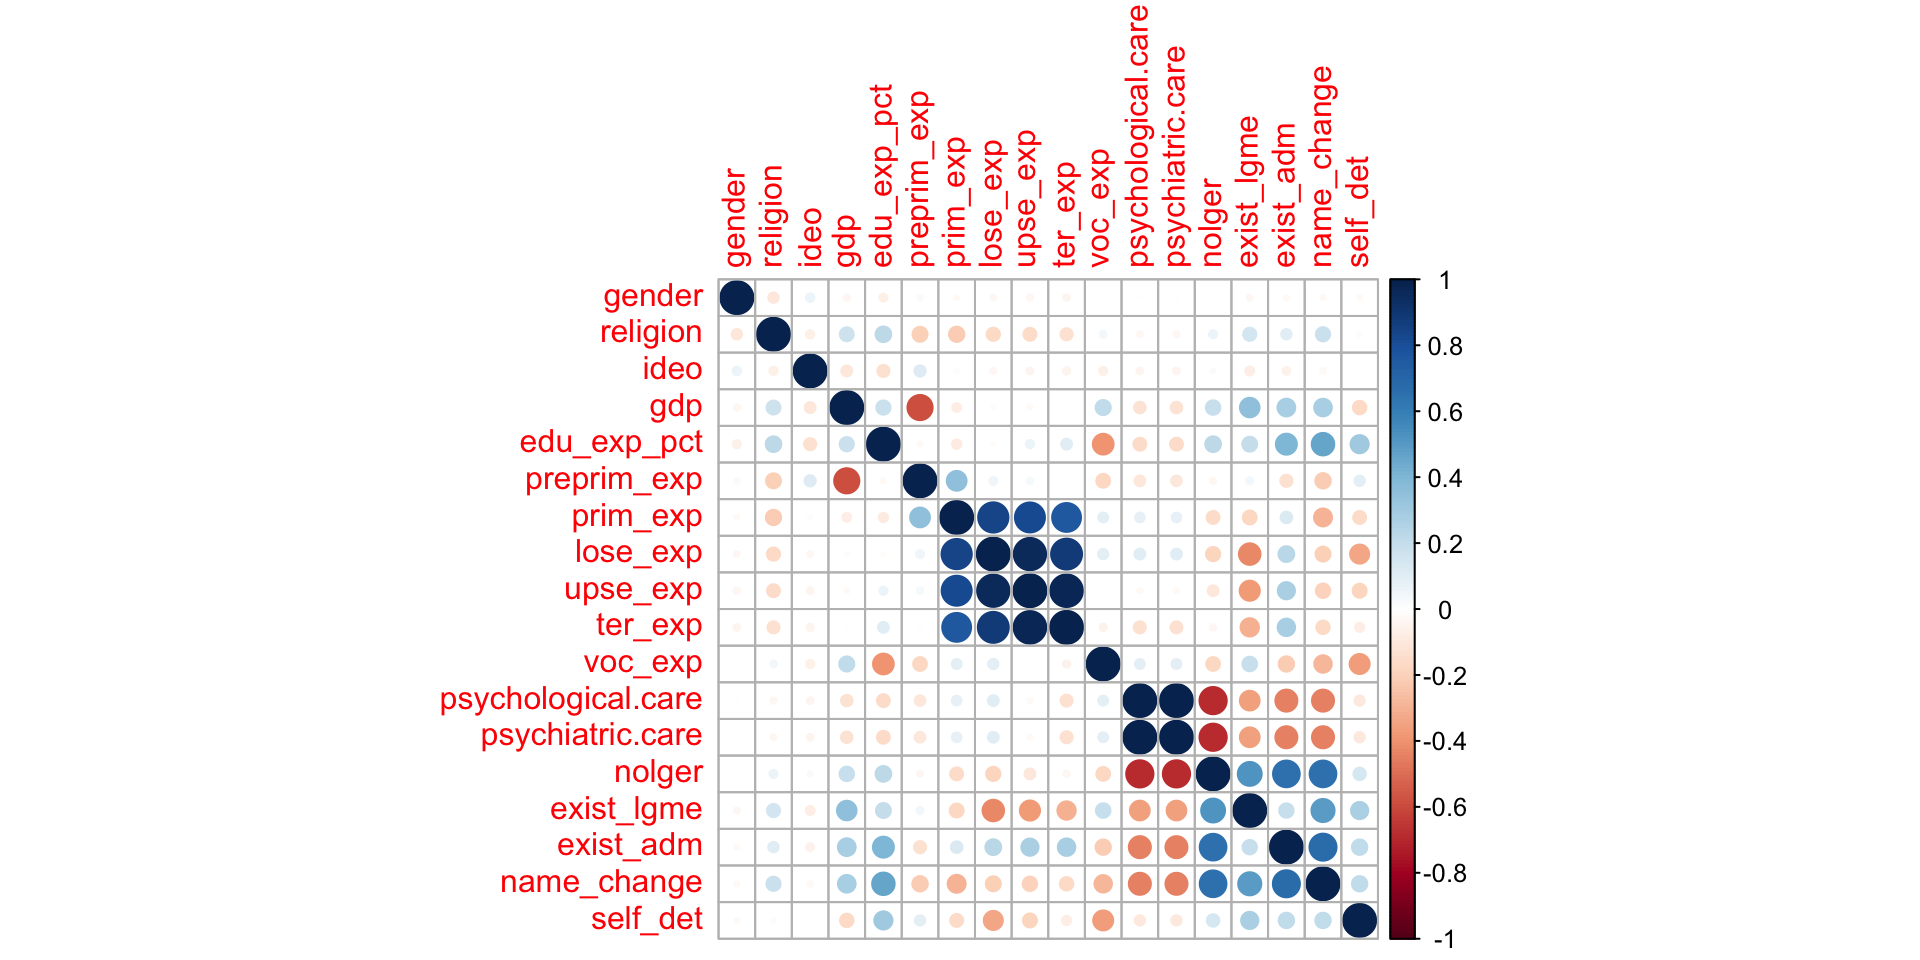 gender
religion
ideo
gdp
edu_exp_pct
preprim_exp
prim_exp
lose_exp
upse_exp
ter_exp
voc_exp
psychological.care
psychiatric.care
nolger
exist_lgme
exist_adm
name_change
self_det
gender
religion
ideo
gdp
edu_exp_pct
preprim_exp
prim_exp
lose_exp
upse_exp
ter_exp
voc_exp
psychological.care
psychiatric.care
nolger
exist_lgme
exist_adm
name_change
self_det
1
0.8
0.6
0.4
0.2
0
-0.2
-0.4
-0.6
-0.8
-1